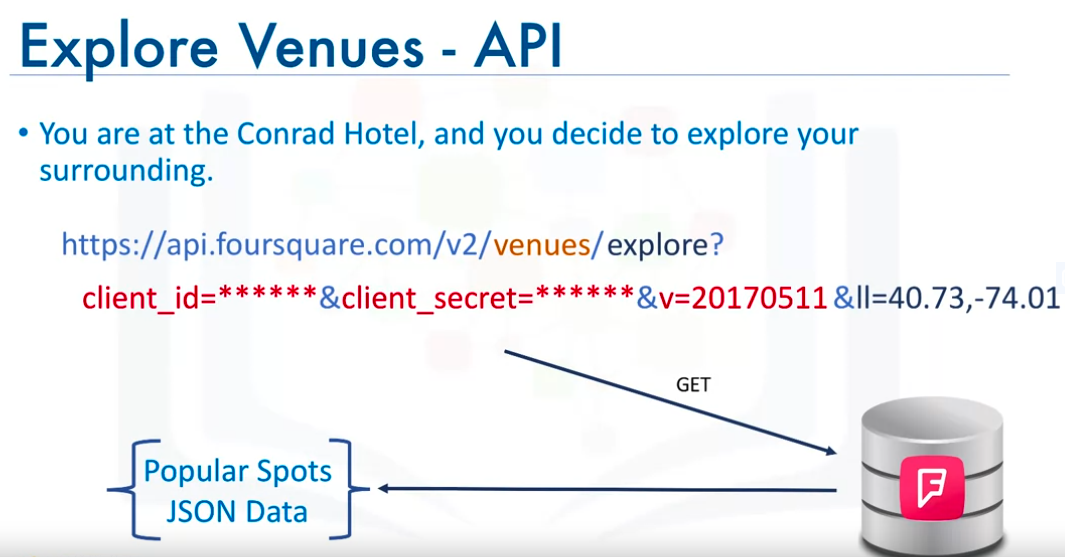 Explore Venues - API
• You are at the Conrad Hotel, and you decide to explore your
surrounding.
https://api.foursquare.com/v2/venues/explore?
client_id=******&client_secret=******&v=20170511&ll=40.73,-74.01
GET
Popular Spots
JSON Data